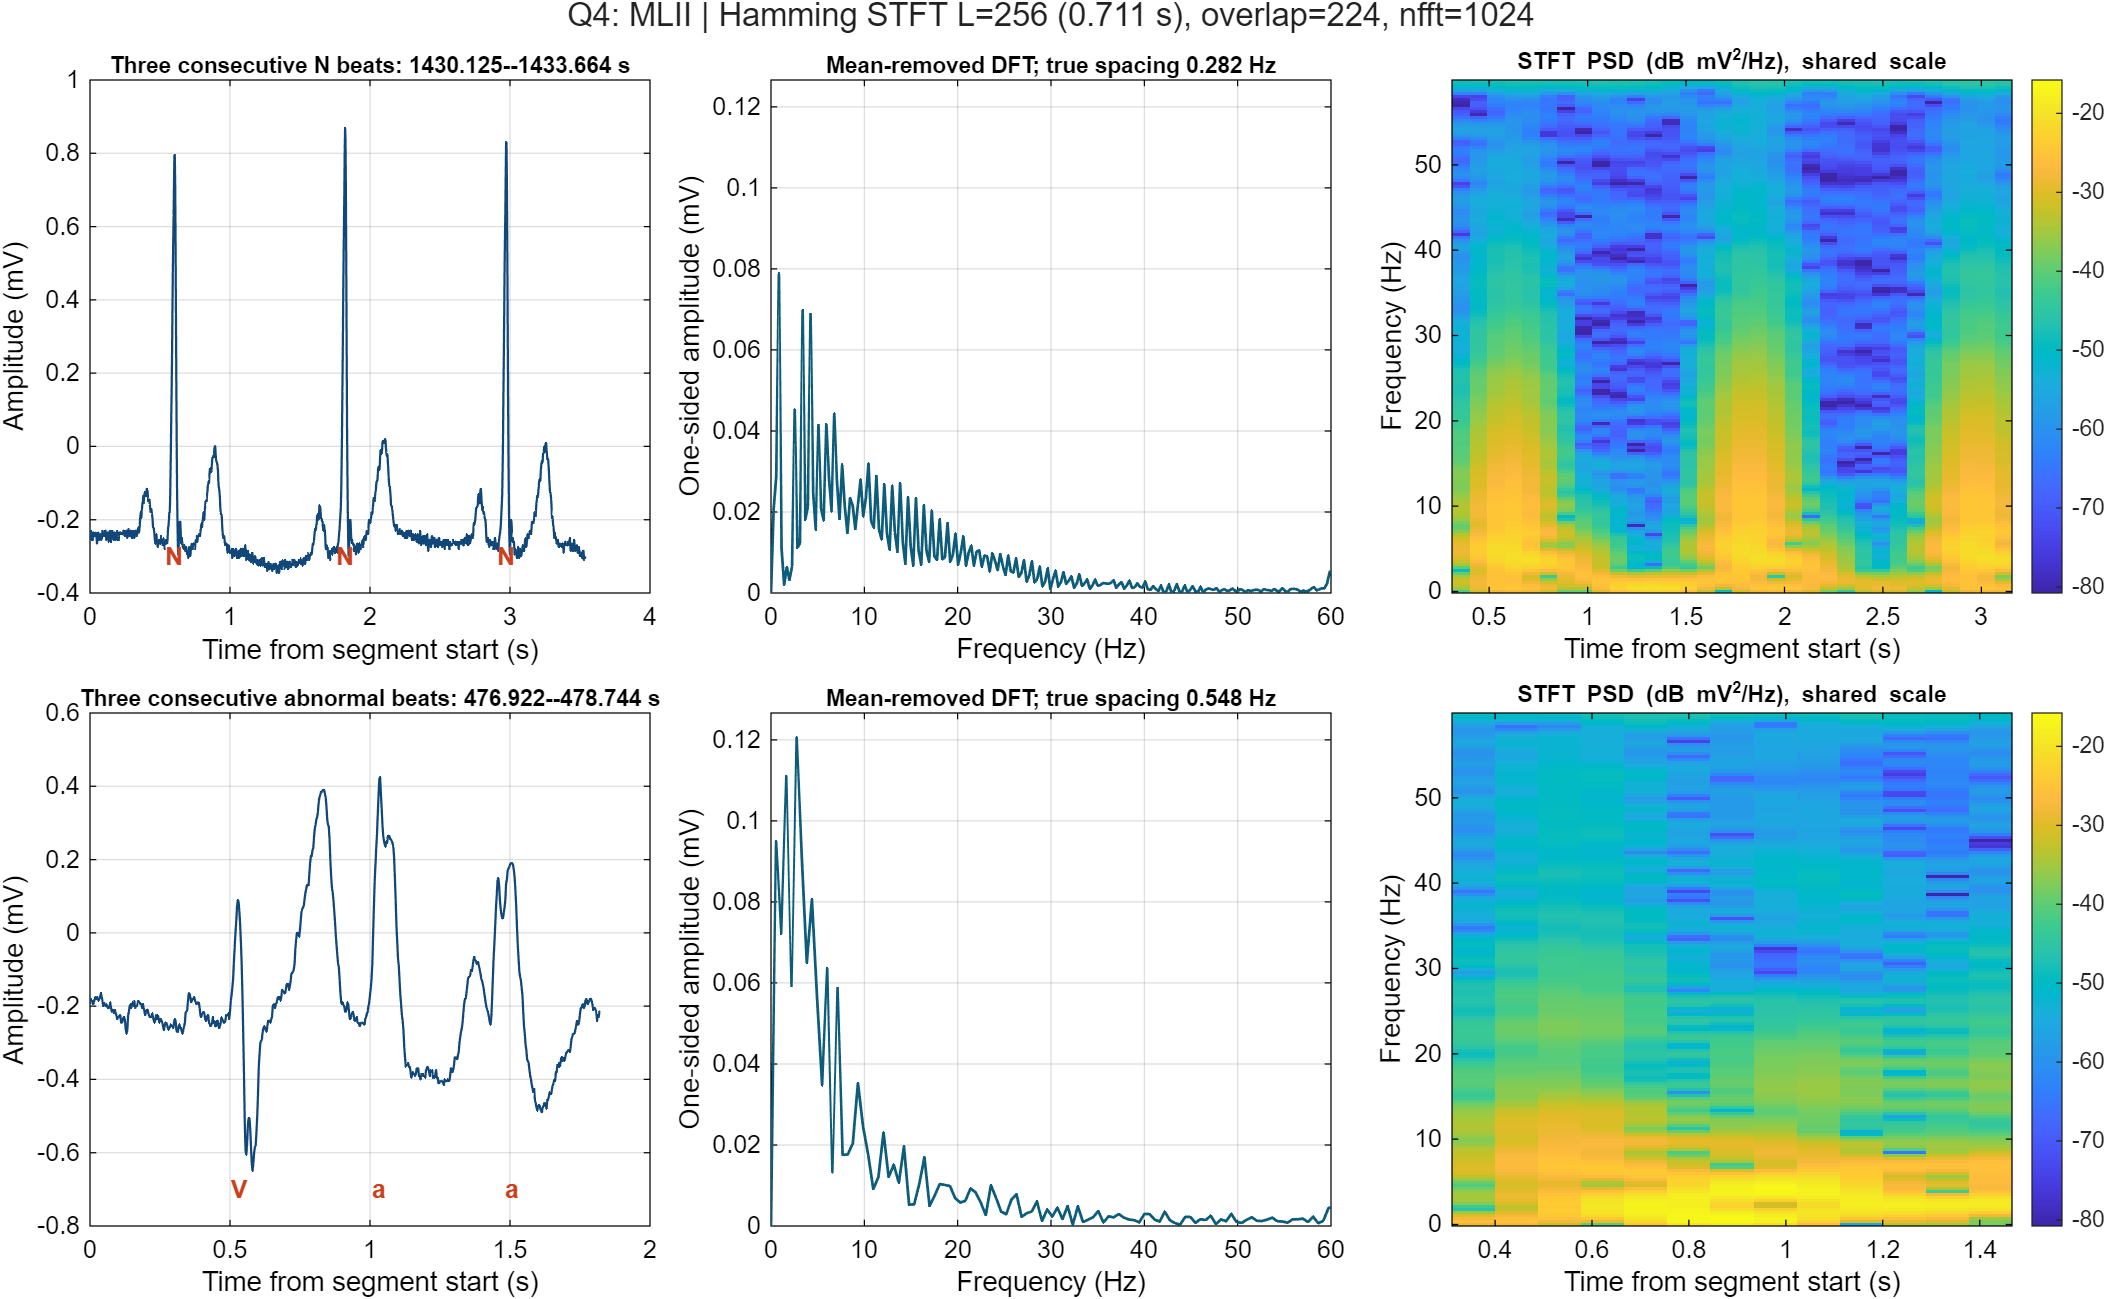 Q4: MLII | Hamming STFT L=256 (0.711 s), overlap=224, nfft=1024
Three consecutive N beats: 1430.125--1433.664 s
Amplitude (mV)
1
0.8
0.6
0.4
0.2
0
-0.2
-0.4
N N N
0 1 2 3 4
Time from segment start (s)
Mean-removed DFT; true spacing 0.282 Hz
One-sided amplitude (mV)
0.12
0.1
0.08
0.06
0.04
0.02
0
0 10 20 30 40 50 60
Frequency (Hz)
STFT PSD (dB mV²/Hz), shared scale
Frequency (Hz)
50
40
30
20
10
0
0.5 1 1.5 2 2.5 3
Time from segment start (s)
-20
-30
-40
-50
-60
-70
-80
Three consecutive abnormal beats: 476.922--478.744 s
Amplitude (mV)
0.6
0.4
0.2
0
-0.2
-0.4
-0.6
-0.8
V a a
0 0.5 1 1.5 2
Time from segment start (s)
Mean-removed DFT; true spacing 0.548 Hz
One-sided amplitude (mV)
0.12
0.1
0.08
0.06
0.04
0.02
0
0 10 20 30 40 50 60
Frequency (Hz)
STFT PSD (dB mV²/Hz), shared scale
Frequency (Hz)
50
40
30
20
10
0
0.4 0.6 0.8 1 1.2 1.4
Time from segment start (s)
-20
-30
-40
-50
-60
-70
-80